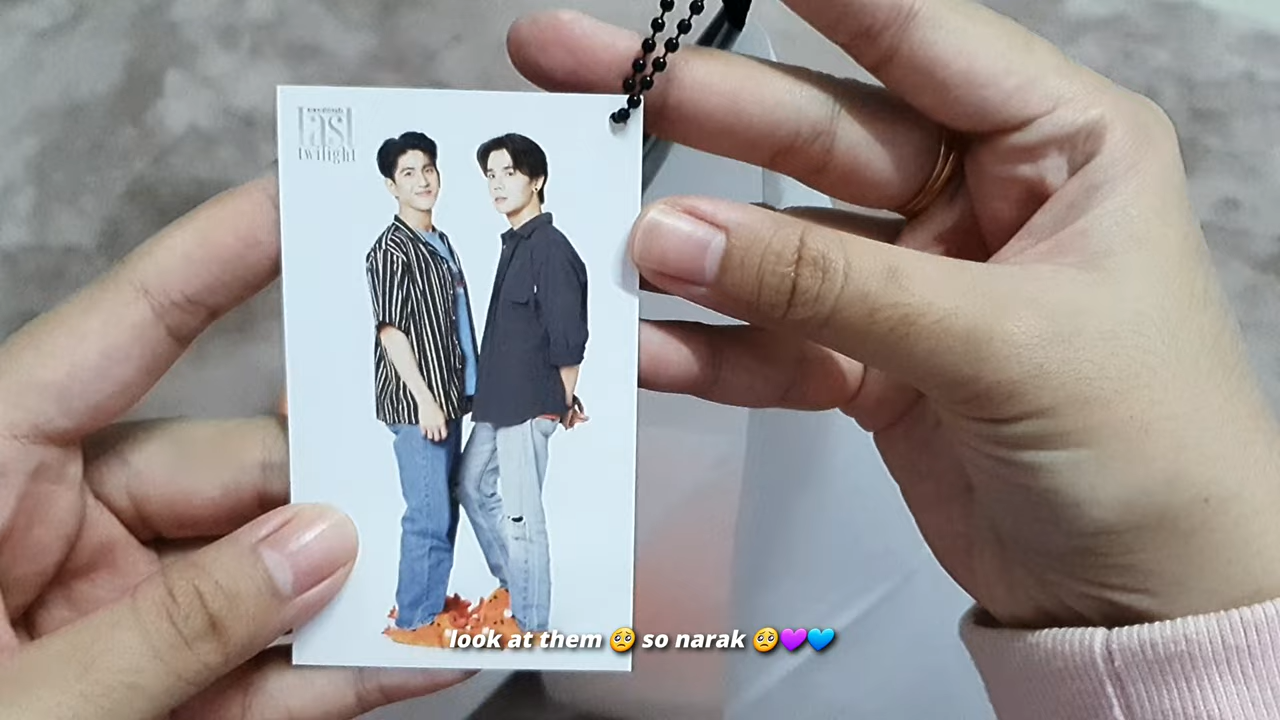 last
twilight
look at them 🥺 so narak 🥺💜💙